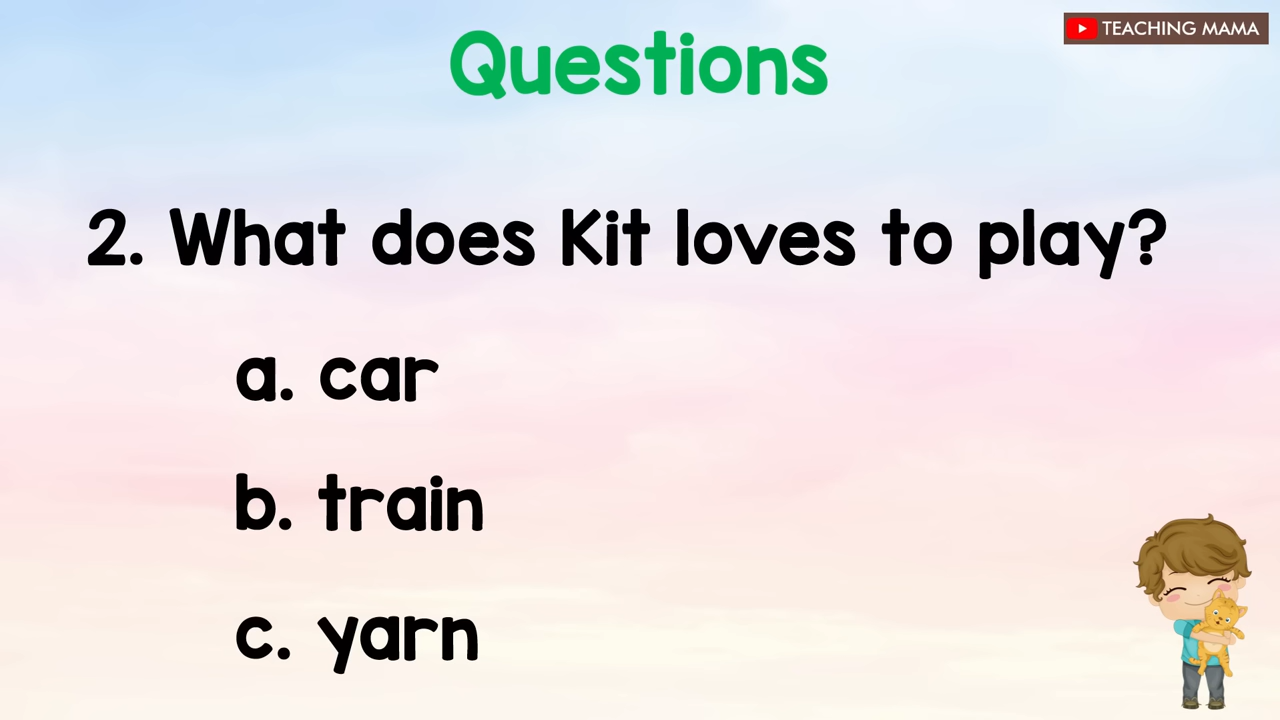 TEACHING MAMA
Questions
2. What does Kit loves to play?
a. car
b. train
c. yarn